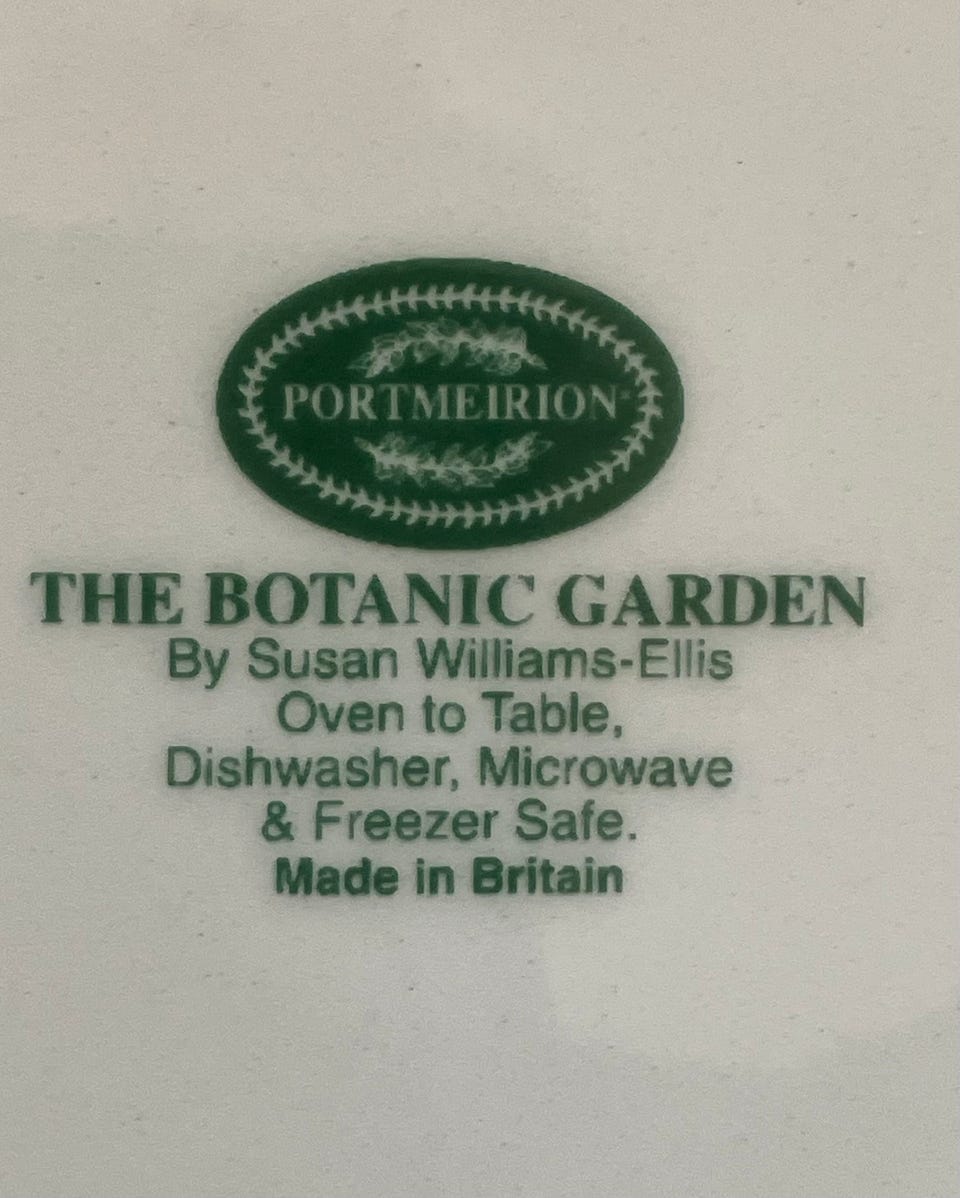 PORTMEIRION
THE BOTANIC GARDEN
By Susan Williams-Ellis
Oven to Table,
Dishwasher, Microwave
& Freezer Safe.
Made in Britain